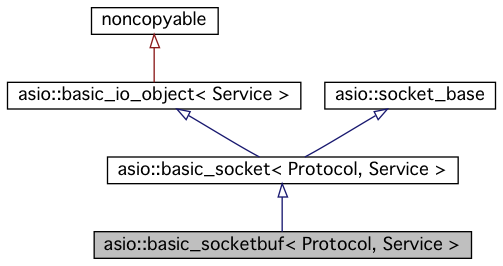 noncopyable
asio::basic_io_object< Service >
asio::socket_base
asio::basic_socket< Protocol, Service >
asio::basic_socketbuf< Protocol, Service >